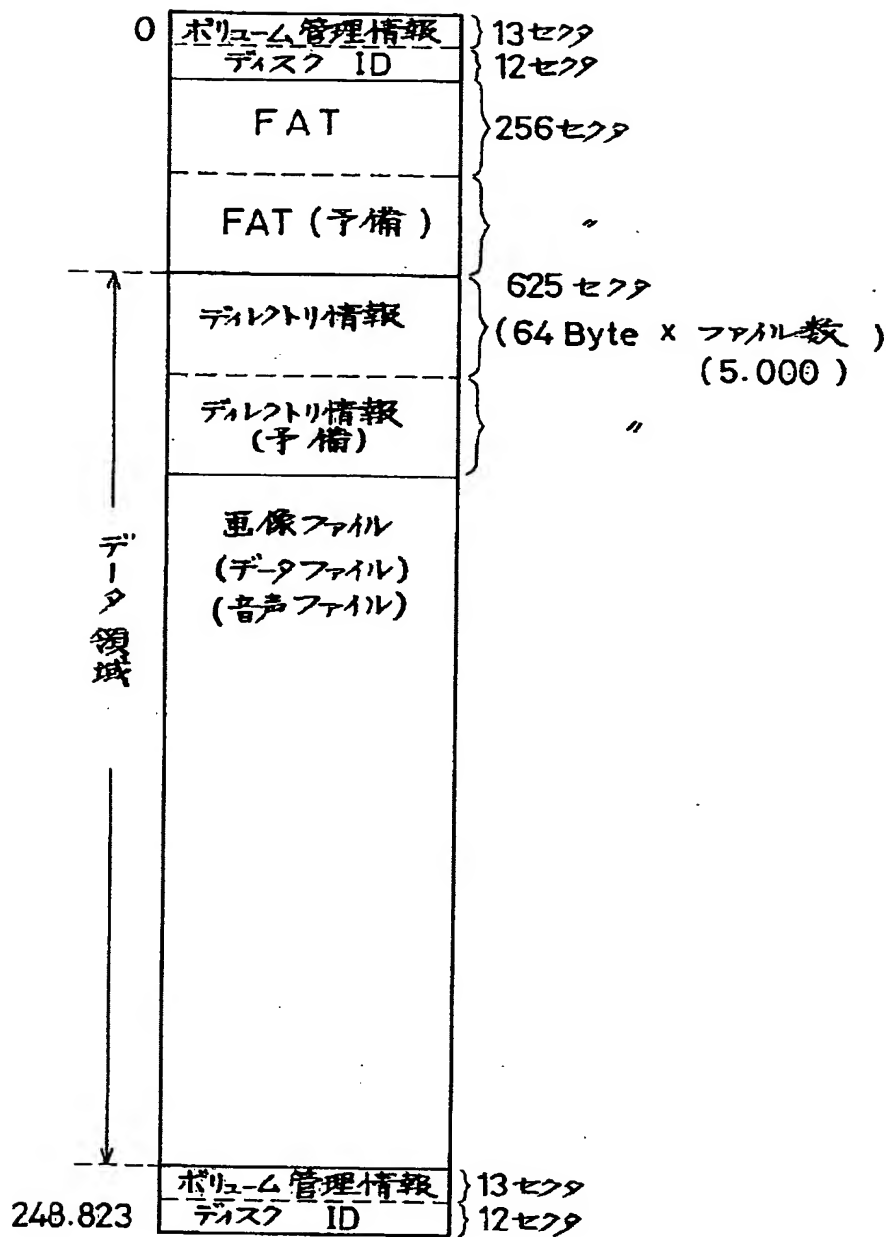 0 ボリューム管理情報 13セクタ
ディスク ID 12セクタ
FAT 256セクタ
FAT (予備) 〃
625セクタ
ディレクトリ情報 (64 Byte × ファイル数)
(5.000)
ディレクトリ情報
(予備) 〃
画像ファイル
(データファイル)
(音声ファイル)
データ領域
ボリューム管理情報 13セクタ
248.823 ディスク ID 12セクタ